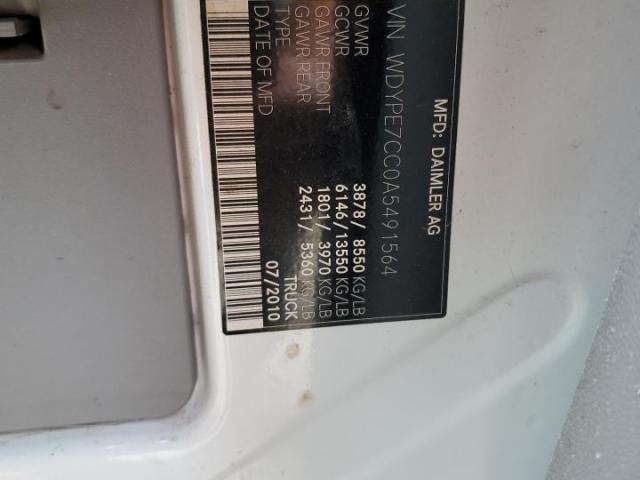 MFD: DAIMLER AG
VIN WDYPE7CC0A5491564
GVWR 3878/ 8550 KG/LB
GCWR 6146/13550 KG/LB
GAWR FRONT 1801/ 3970 KG/LB
GAWR REAR 2431/ 5360 KG/LB
TYPE TRUCK
DATE OF MFD 07/2010